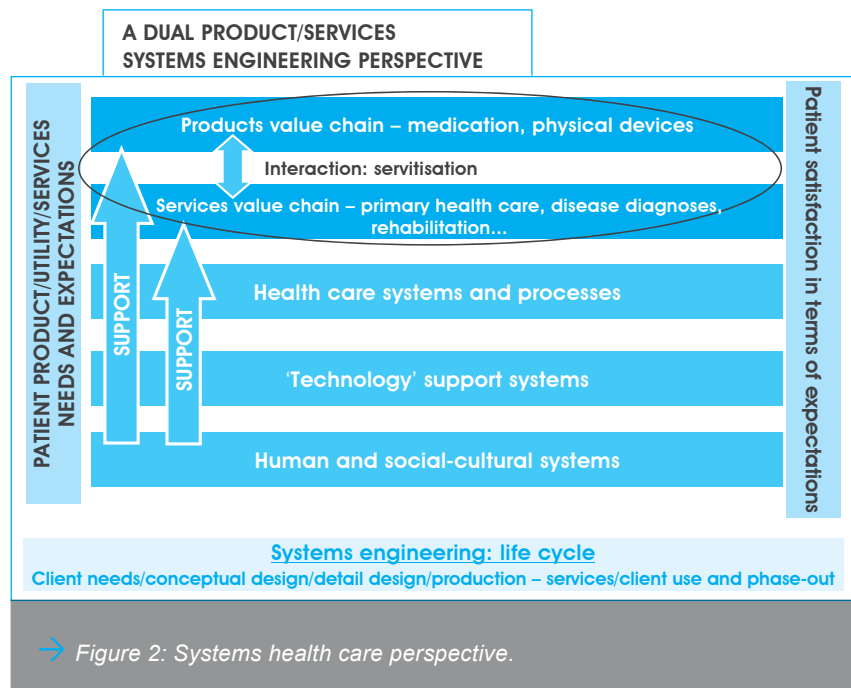 A DUAL PRODUCT/SERVICES
SYSTEMS ENGINEERING PERSPECTIVE
PATIENT PRODUCT/UTILITY/SERVICES
NEEDS AND EXPECTATIONS
Products value chain – medication, physical devices
Interaction: servitisation
Services value chain – primary health care, disease diagnoses,
rehabilitation...
SUPPORT
SUPPORT
Health care systems and processes
'Technology' support systems
Human and social-cultural systems
Patient satisfaction in terms of expectations
Systems engineering: life cycle
Client needs/conceptual design/detail design/production – services/client use and phase-out
→ Figure 2: Systems health care perspective.